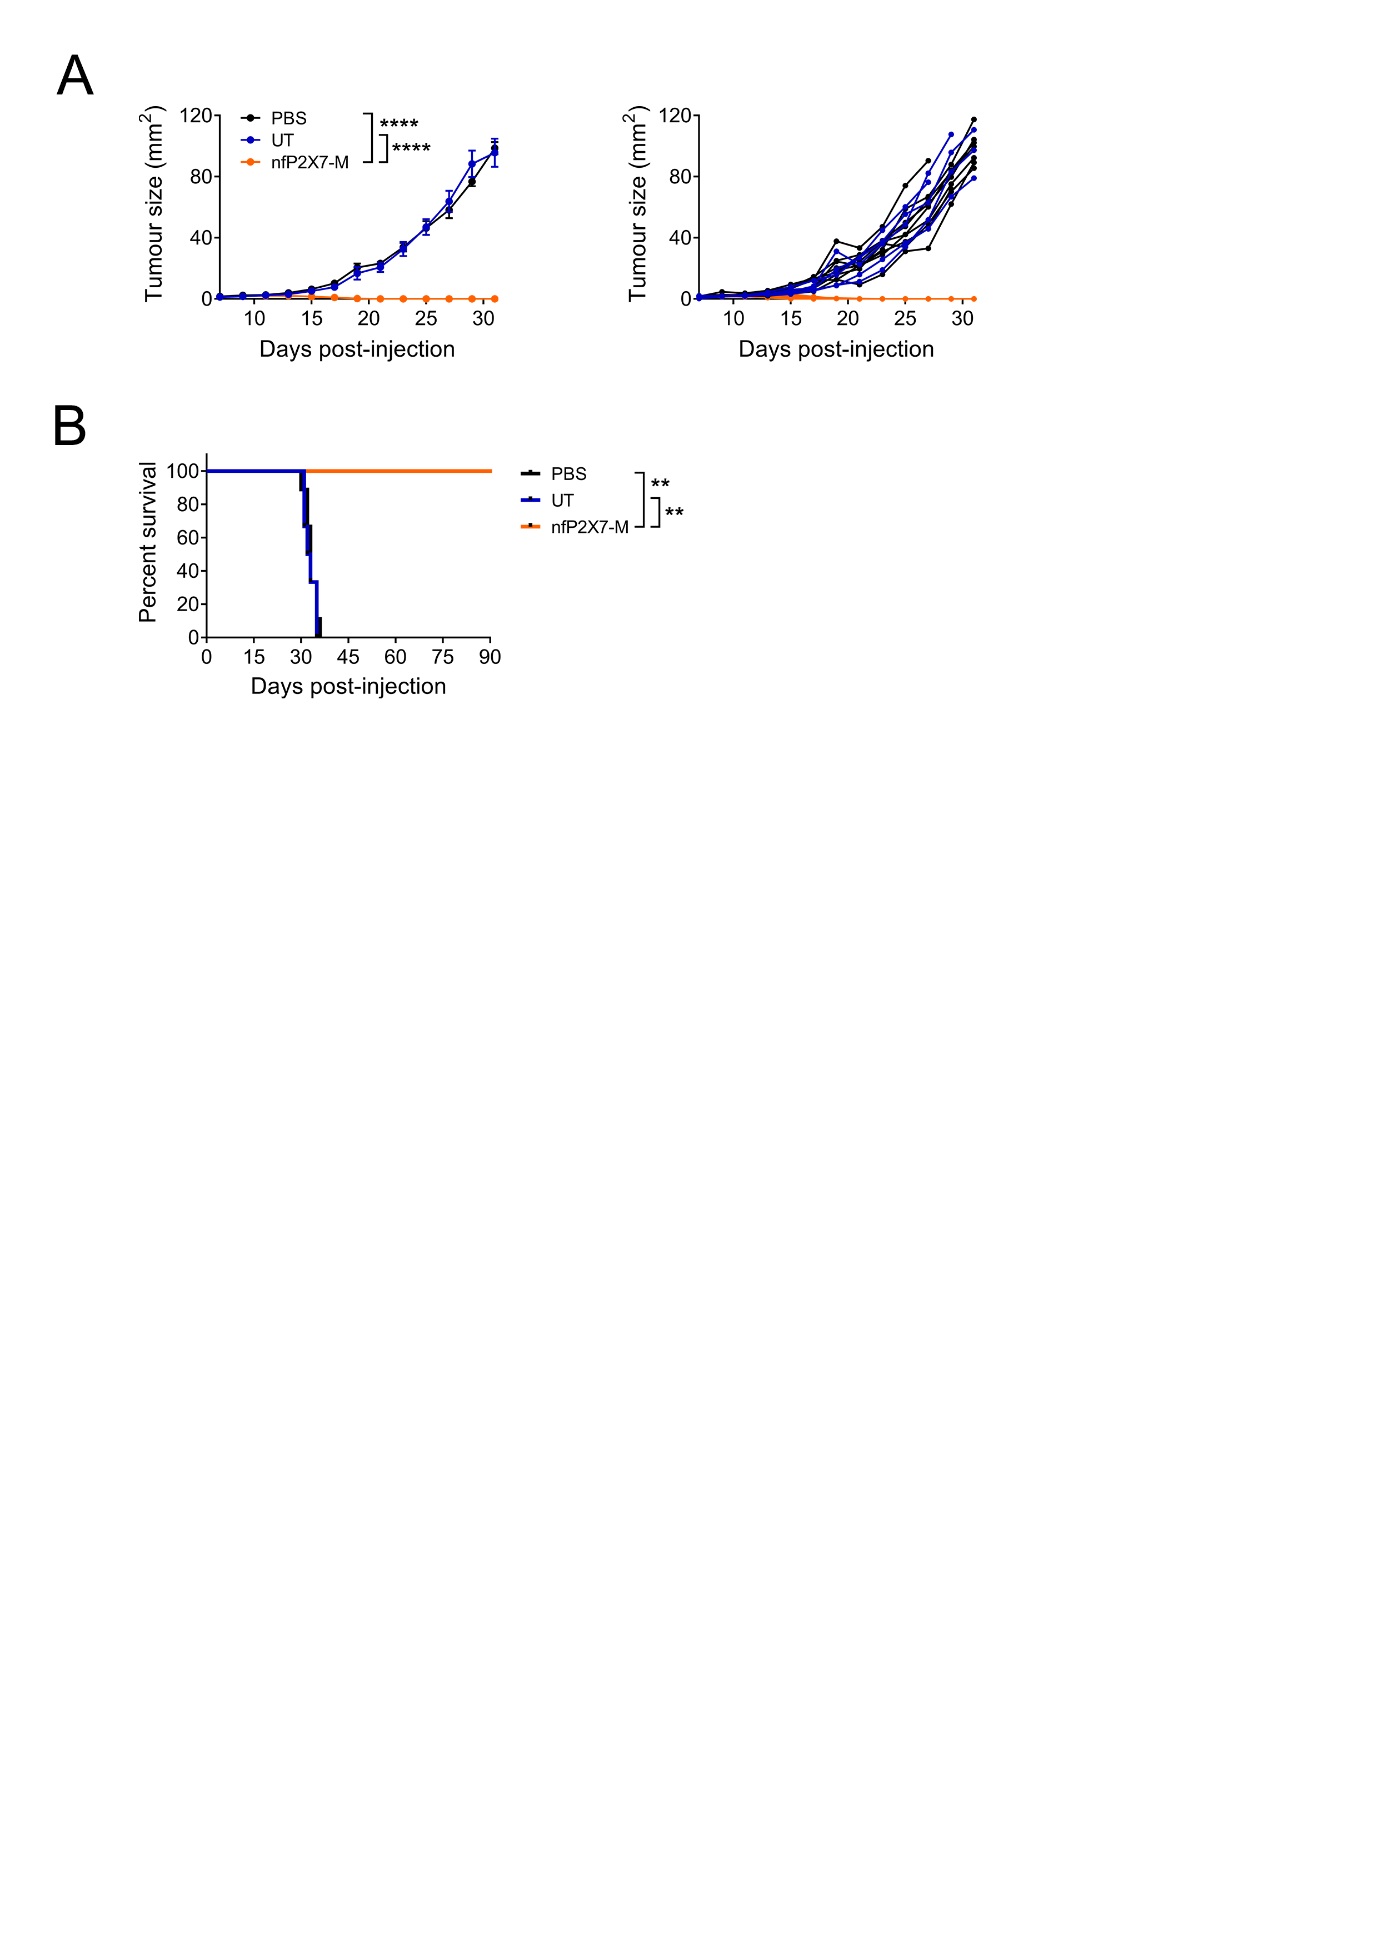 A
Tumour size (mm2)
120
80
40
0
10 15 20 25 30
Days post-injection
PBS
UT
nfP2X7-M
****
****
Tumour size (mm2)
120
80
40
0
10 15 20 25 30
Days post-injection
B
Percent survival
100
80
60
40
20
0
0 15 30 45 60 75 90
Days post-injection
PBS
UT
nfP2X7-M
**
**